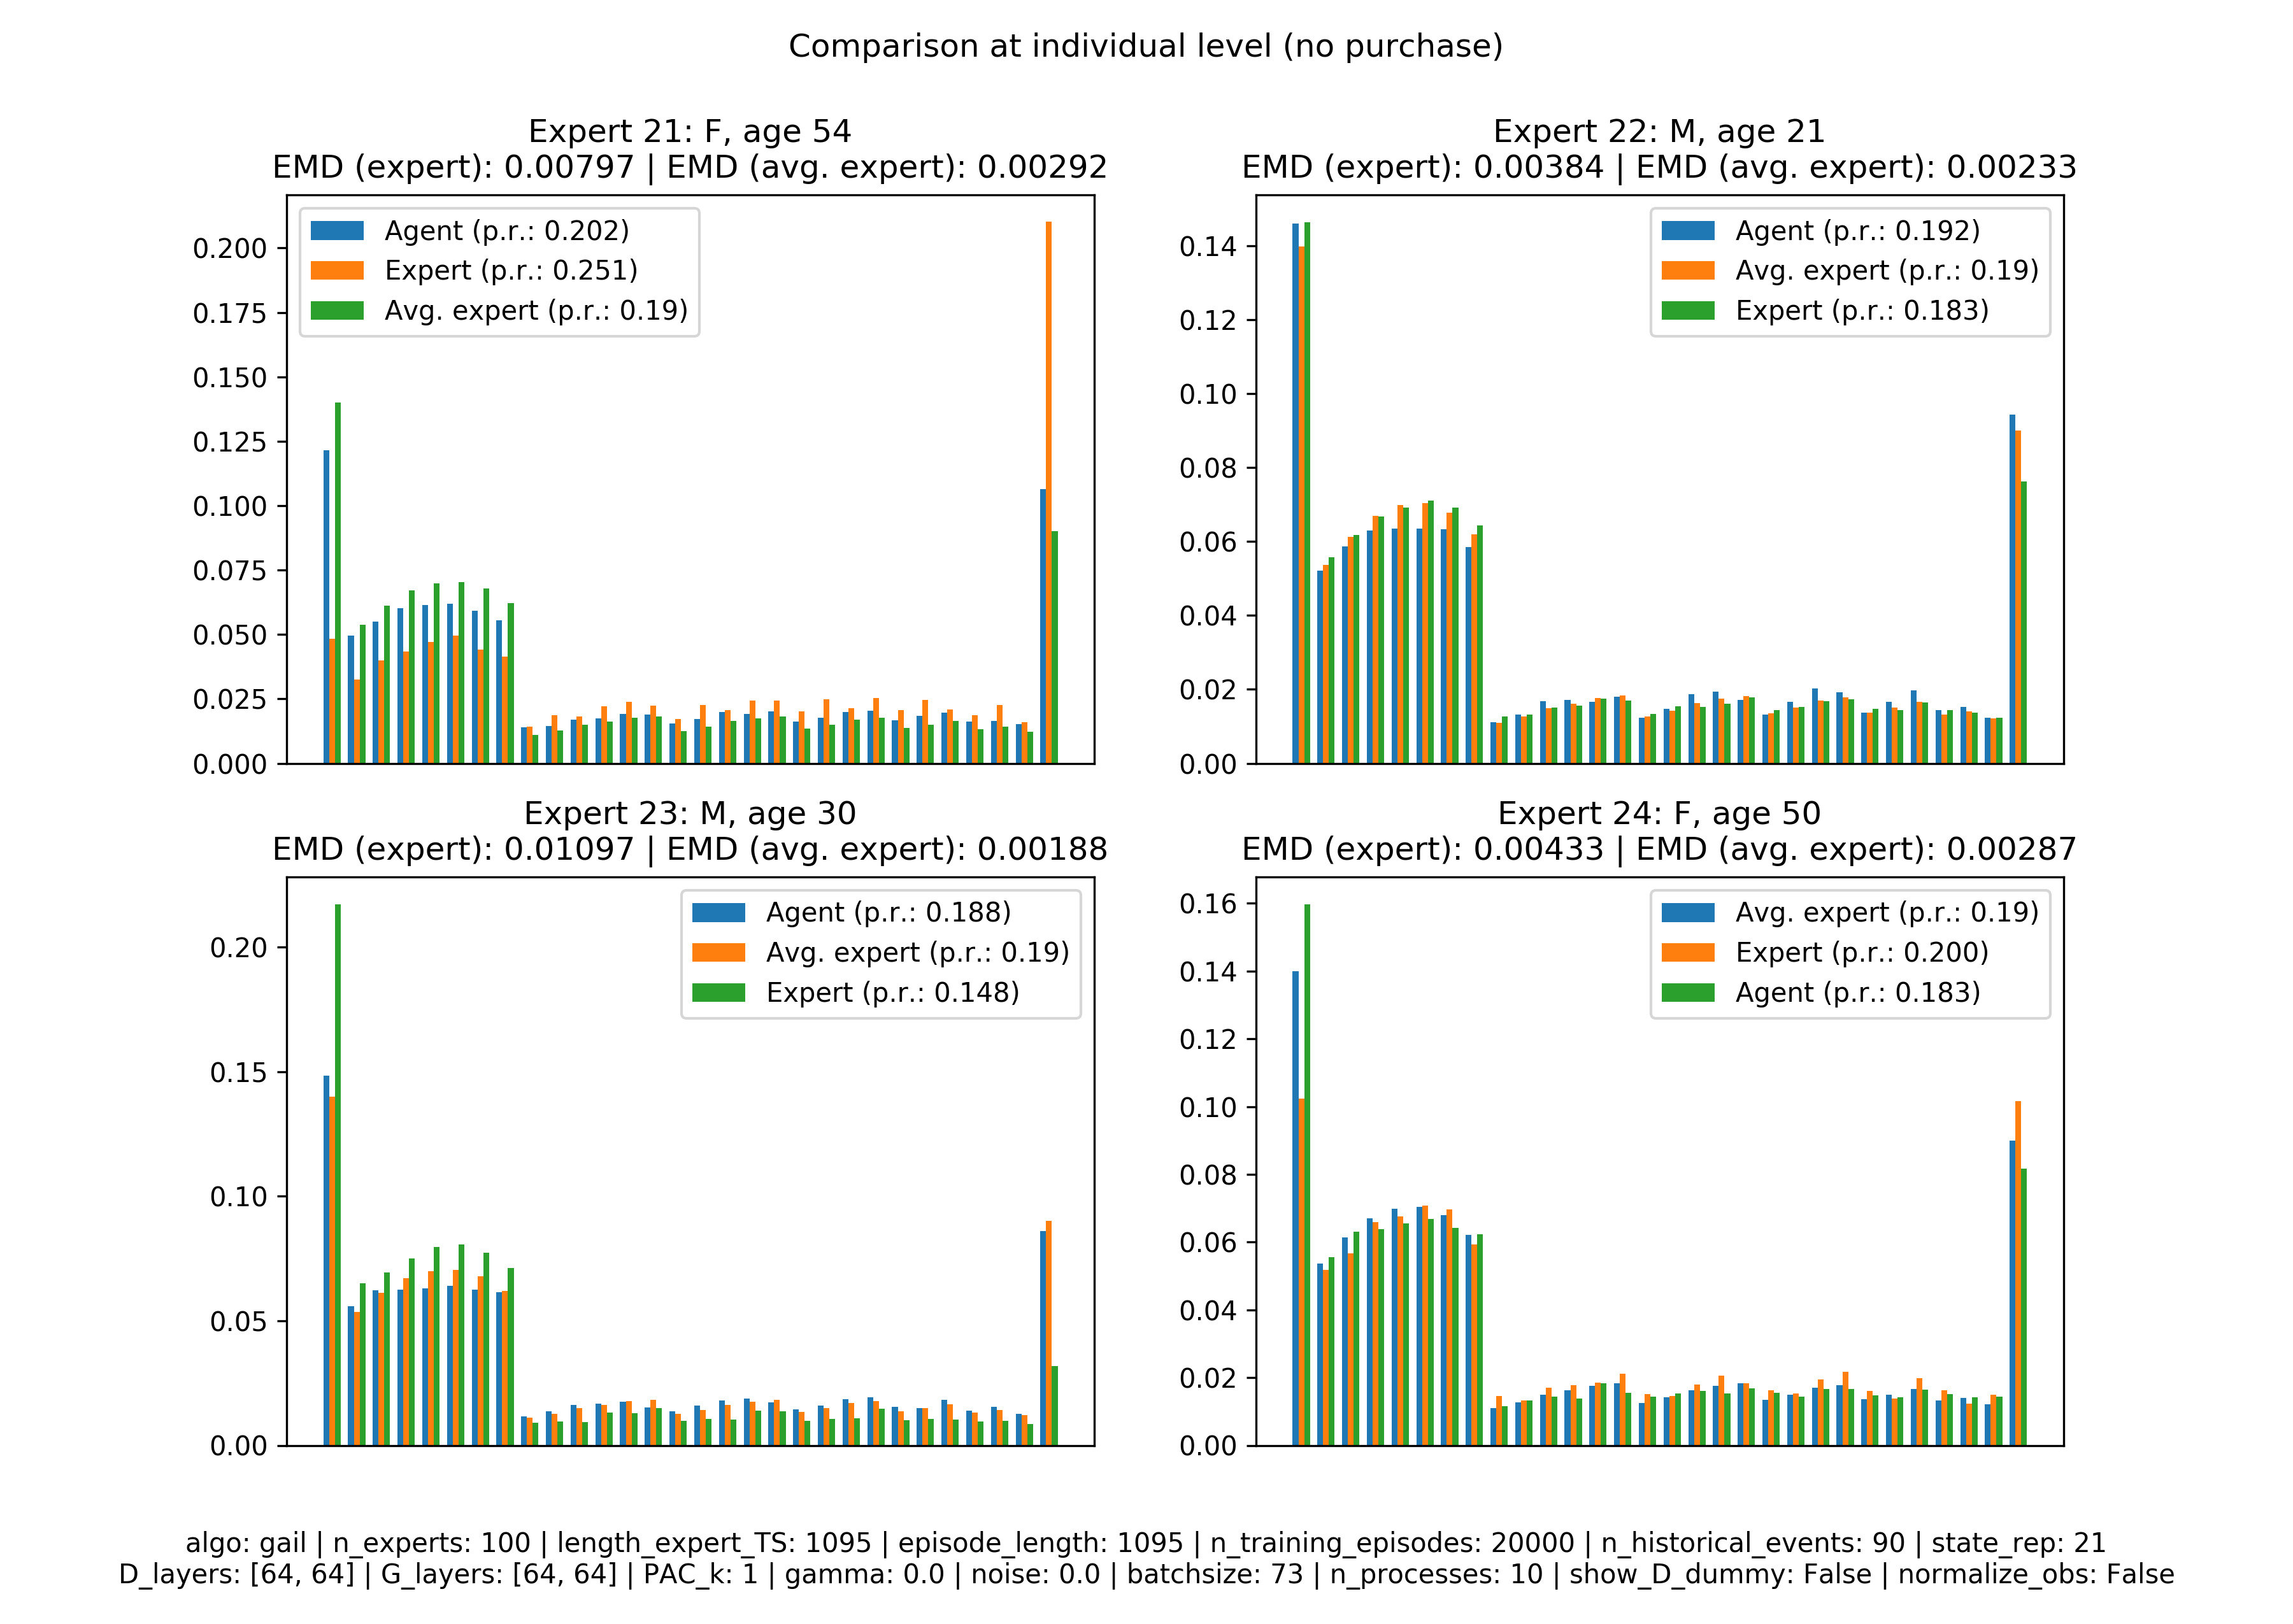 Comparison at individual level (no purchase)
Expert 21: F, age 54
EMD (expert): 0.00797 | EMD (avg. expert): 0.00292
0.200
0.175
0.150
0.125
0.100
0.075
0.050
0.025
0.000
Agent (p.r.: 0.202)
Expert (p.r.: 0.251)
Avg. expert (p.r.: 0.19)
Expert 22: M, age 21
EMD (expert): 0.00384 | EMD (avg. expert): 0.00233
0.14
0.12
0.10
0.08
0.06
0.04
0.02
0.00
Agent (p.r.: 0.192)
Avg. expert (p.r.: 0.19)
Expert (p.r.: 0.183)
Expert 23: M, age 30
EMD (expert): 0.01097 | EMD (avg. expert): 0.00188
0.20
0.15
0.10
0.05
0.00
Agent (p.r.: 0.188)
Avg. expert (p.r.: 0.19)
Expert (p.r.: 0.148)
Expert 24: F, age 50
EMD (expert): 0.00433 | EMD (avg. expert): 0.00287
0.16
0.14
0.12
0.10
0.08
0.06
0.04
0.02
0.00
Avg. expert (p.r.: 0.19)
Expert (p.r.: 0.200)
Agent (p.r.: 0.183)
algo: gail | n_experts: 100 | length_expert_TS: 1095 | episode_length: 1095 | n_training_episodes: 20000 | n_historical_events: 90 | state_rep: 21
D_layers: [64, 64] | G_layers: [64, 64] | PAC_k: 1 | gamma: 0.0 | noise: 0.0 | batchsize: 73 | n_processes: 10 | show_D_dummy: False | normalize_obs: False